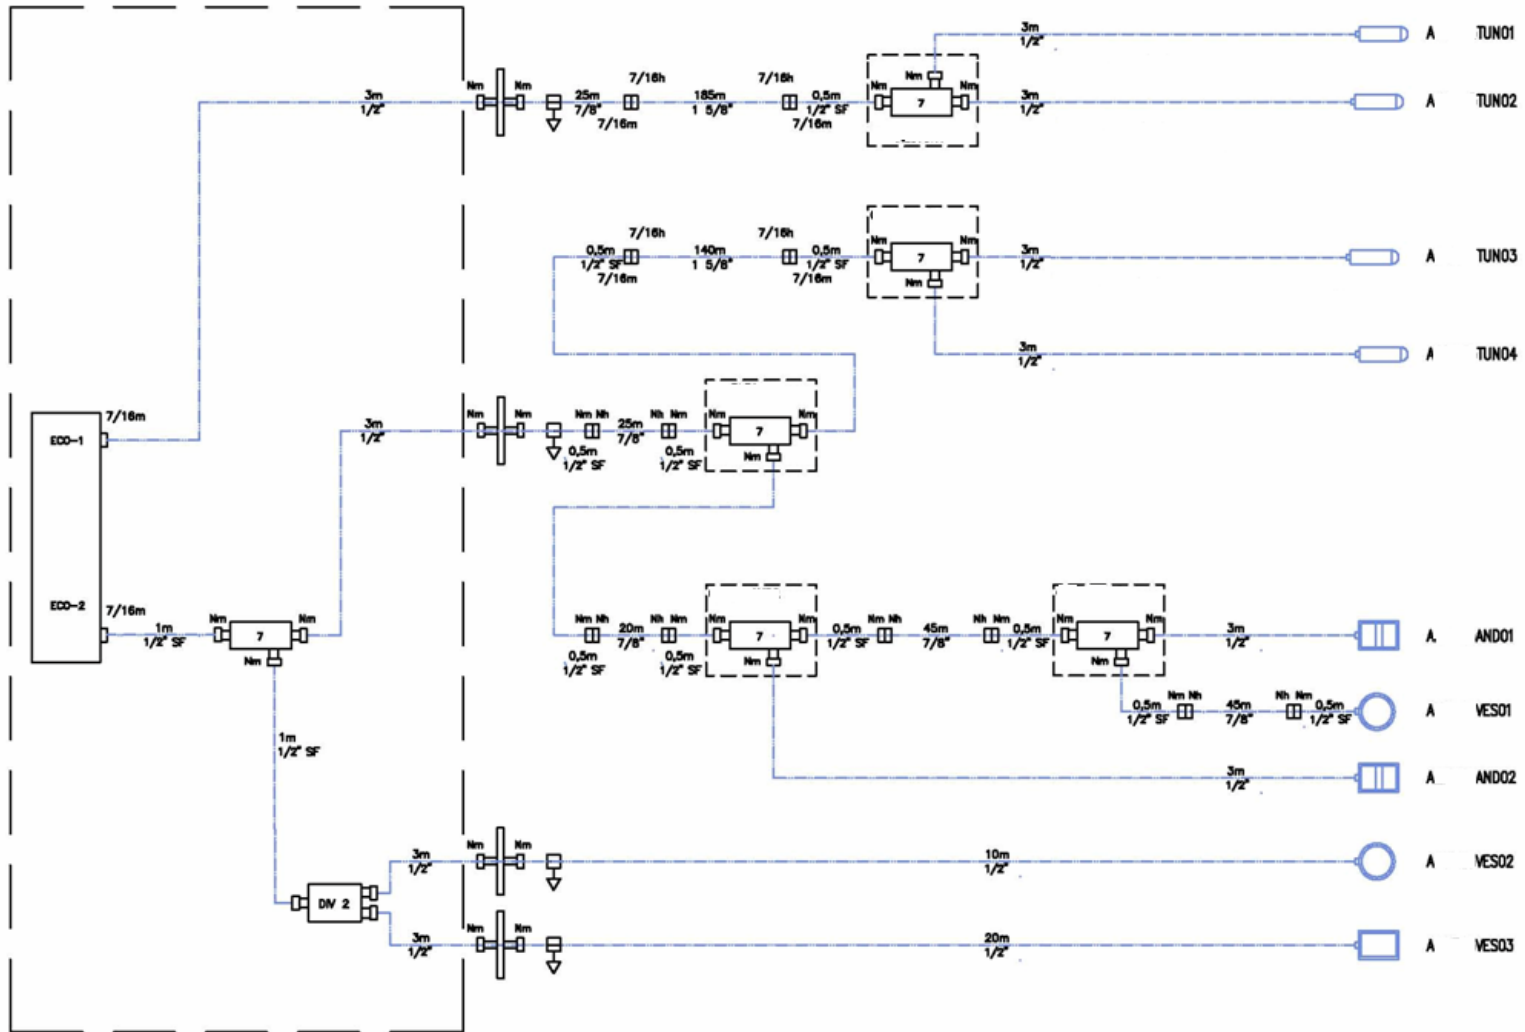 3m
1/2"
A TUN01
Nm Nm
3m
1/2"
25m
7/8"
7/16h
7/16m
185m
1 5/8"
7/16h
0,5m
1/2" SF
7/16m
Nm Nm Nm
7
3m
1/2"
A TUN02
0,5m
1/2" SF
7/16h
7/16m
140m
1 5/8"
7/16h
0,5m
1/2" SF
7/16m
Nm Nm
7
Nm
3m
1/2"
A TUN03
3m
1/2"
A TUN04
7/16m
ECO-1
3m
1/2"
Nm Nm
Nm Nh
0,5m
1/2" SF
25m
7/8"
Nh Nm
0,5m
1/2" SF
Nm Nm
7
Nm
ECO-2
7/16m
1m
1/2" SF
Nm Nm
7
Nm
Nm Nh
0,5m
1/2" SF
20m
7/8"
Nh Nm
0,5m
1/2" SF
Nm Nm
7
Nm
0,5m
1/2" SF
Nm Nh
45m
7/8"
Nh Nm
0,5m
1/2" SF
Nm Nm
7
Nm
3m
1/2"
A. AND01
0,5m
1/2" SF
Nm Nh
45m
7/8"
Nh Nm
0,5m
1/2" SF
A VES01
1m
1/2" SF
3m
1/2"
A AND02
3m
1/2"
Nm Nm
10m
1/2"
A VES02
DIV 2
3m
1/2"
Nm Nm
20m
1/2"
A VES03